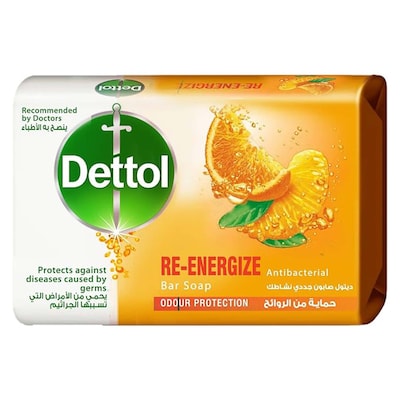 Dettol
RE-ENERGIZE
Recommended
by Doctors
ينصح به الأطباء
Dettol
Protects against
diseases caused by
germs
يحمي من الأمراض التي
تسببها الجراثيم
RE-ENERGIZE
Bar Soap
Antibacterial
ديتول صابون جددي نشاطك
ODOUR PROTECTION
حماية من الروائح